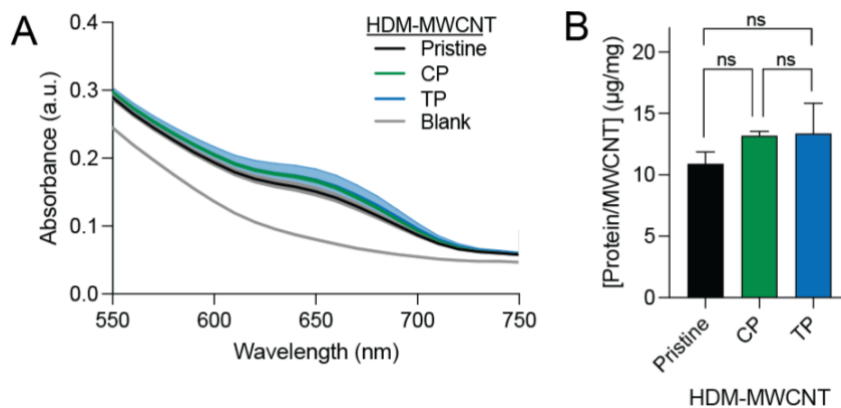 A
HDM-MWCNT
Pristine
CP
TP
Blank
Absorbance (a.u.)
0.4
0.3
0.2
0.1
0.0
550
600
650
700
750
Wavelength (nm)
B
ns
ns
ns
[Protein/MWCNT] (μg/mg)
20
15
10
5
0
Pristine
CP
TP
HDM-MWCNT